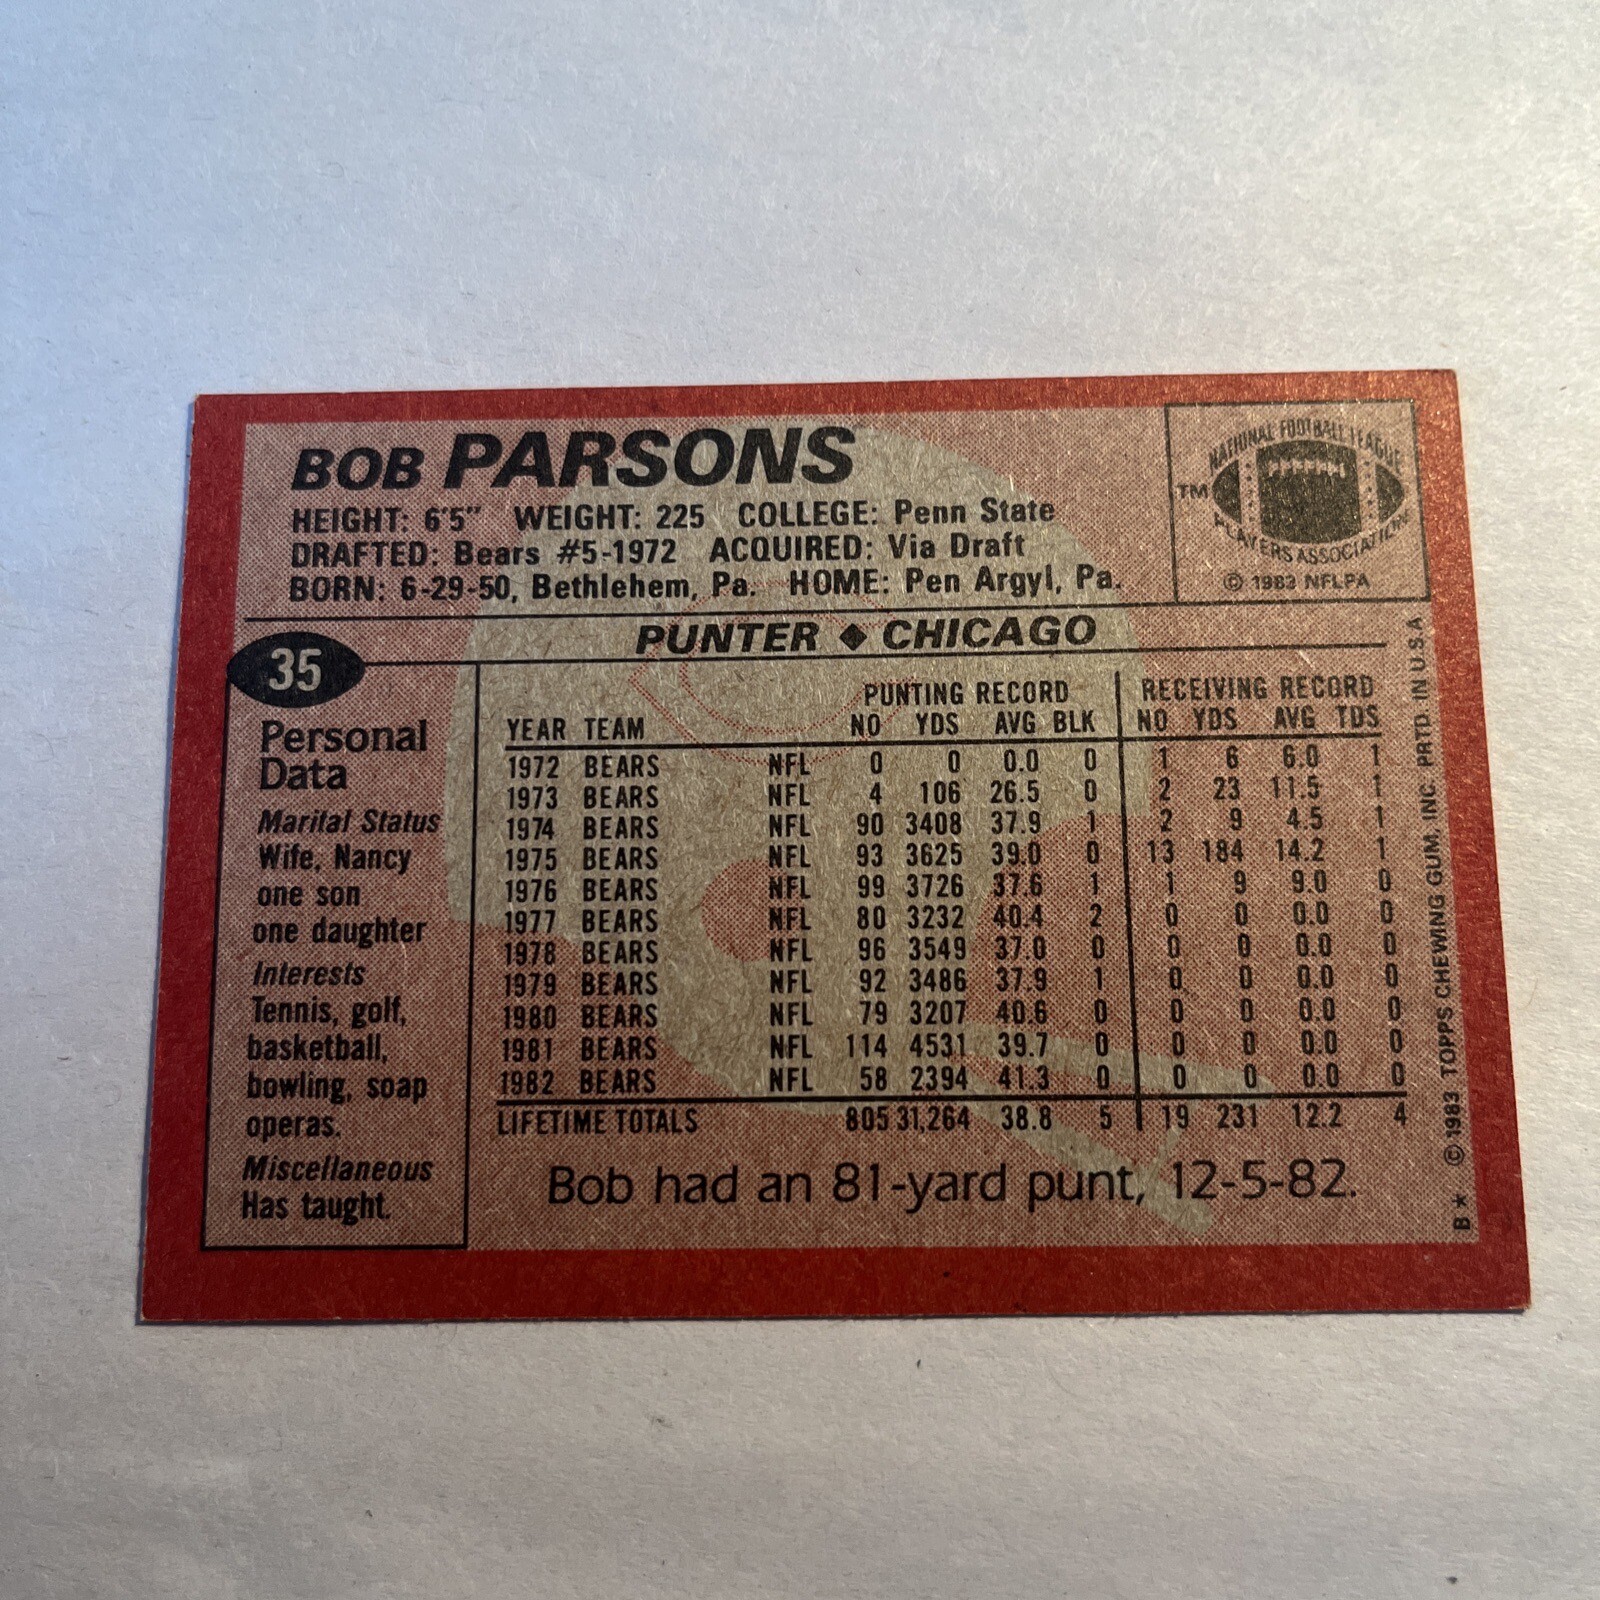 BOB PARSONS
HEIGHT: 6'5" WEIGHT: 225 COLLEGE: Penn State
DRAFTED: Bears #5-1972 ACQUIRED: Via Draft
BORN: 6-29-50, Bethlehem, Pa. HOME: Pen Argyl, Pa.
NATIONAL FOOTBALL LEAGUE
TM
PLAYERS ASSOCIATION
© 1983 NFLPA
PUNTER ◆ CHICAGO
35
Personal
Data
Marital Status
Wife, Nancy
one son
one daughter
Interests
Tennis, golf,
basketball,
bowling, soap
operas.
Miscellaneous
Has taught.
PUNTING RECORD RECEIVING RECORD
YEAR TEAM NO YDS AVG BLK NO YDS AVG TDS
1972 BEARS NFL 0 0 0.0 0 1 6 6.0 1
1973 BEARS NFL 4 106 26.5 0 2 23 11.5 1
1974 BEARS NFL 90 3408 37.9 1 2 9 4.5 1
1975 BEARS NFL 93 3625 39.0 0 13 184 14.2 1
1976 BEARS NFL 99 3726 37.6 1 1 9 9.0 0
1977 BEARS NFL 80 3232 40.4 2 0 0 0.0 0
1978 BEARS NFL 96 3549 37.0 0 0 0 0.0 0
1979 BEARS NFL 92 3486 37.9 1 0 0 0.0 0
1980 BEARS NFL 79 3207 40.6 0 0 0 0.0 0
1981 BEARS NFL 114 4531 39.7 0 0 0 0.0 0
1982 BEARS NFL 58 2394 41.3 0 0 0 0.0 0
LIFETIME TOTALS 805 31,264 38.8 5 19 231 12.2 4
Bob had an 81-yard punt, 12-5-82.
B* © 1983 TOPPS CHEWING GUM, INC. PRTD. IN U.S.A.